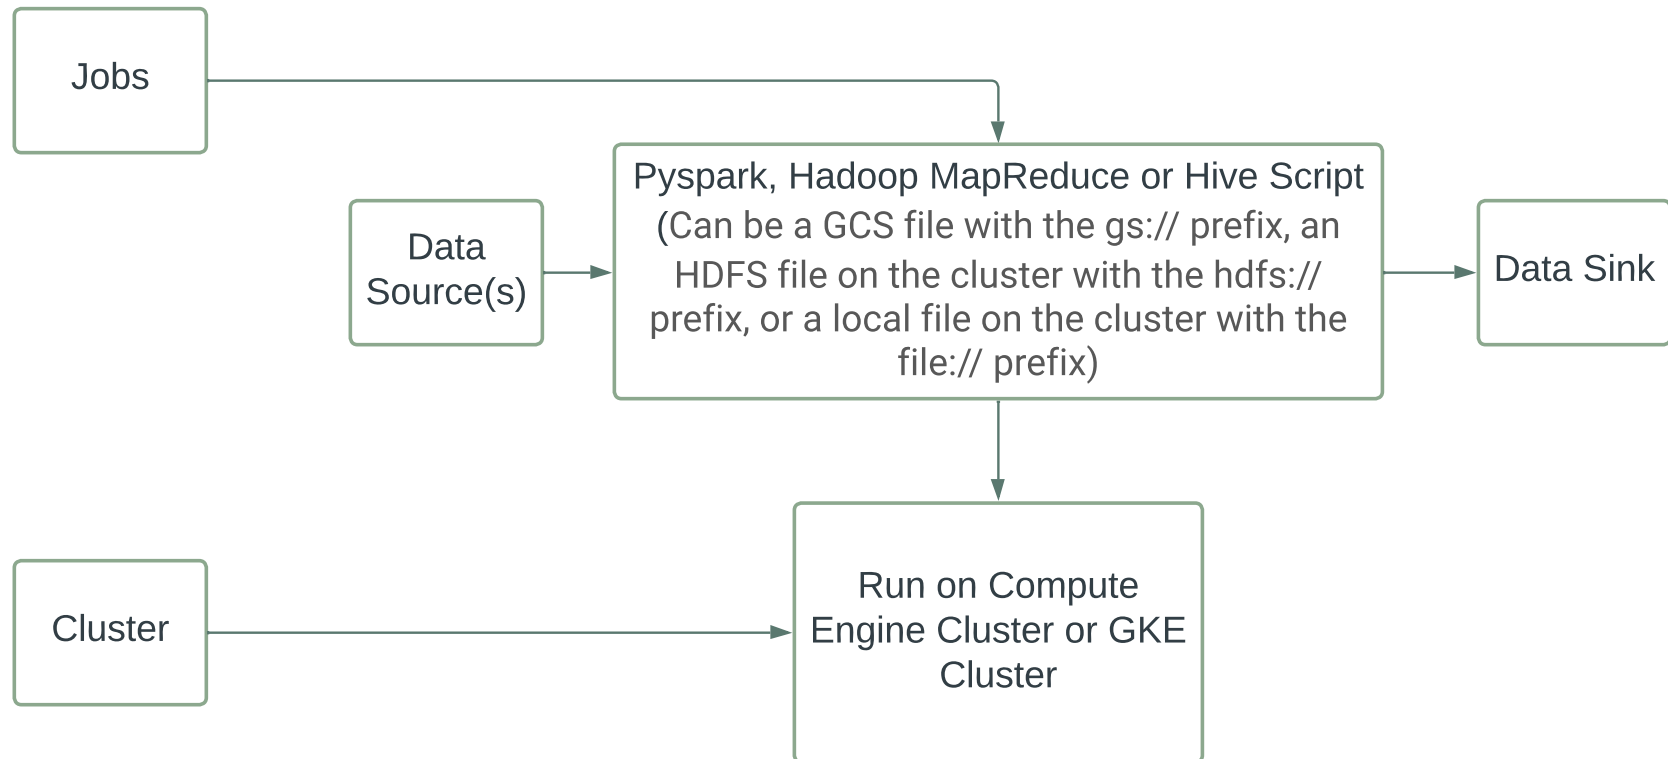 Jobs
Pyspark, Hadoop MapReduce or Hive Script
(Can be a GCS file with the gs:// prefix, an
HDFS file on the cluster with the hdfs://
prefix, or a local file on the cluster with the
file:// prefix)
Data
Source(s)
Data Sink
Cluster
Run on Compute
Engine Cluster or GKE
Cluster